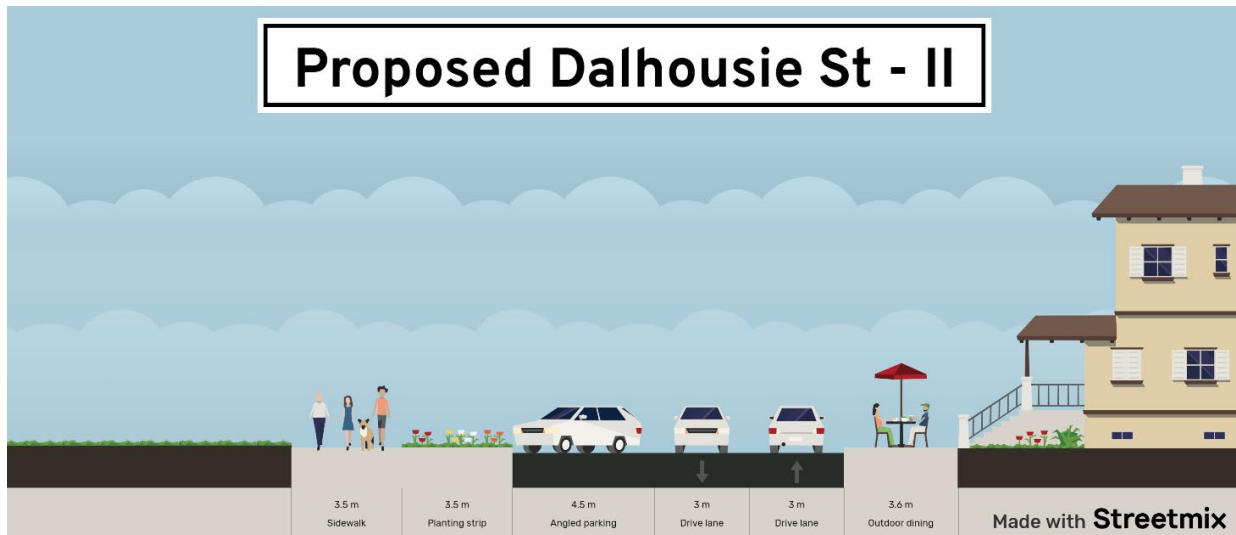 Proposed Dalhousie St - II
3.5 m
Sidewalk
3.5 m
Planting strip
4.5 m
Angled parking
3 m
Drive lane
3 m
Drive lane
3.6 m
Outdoor dining
Made with Streetmix